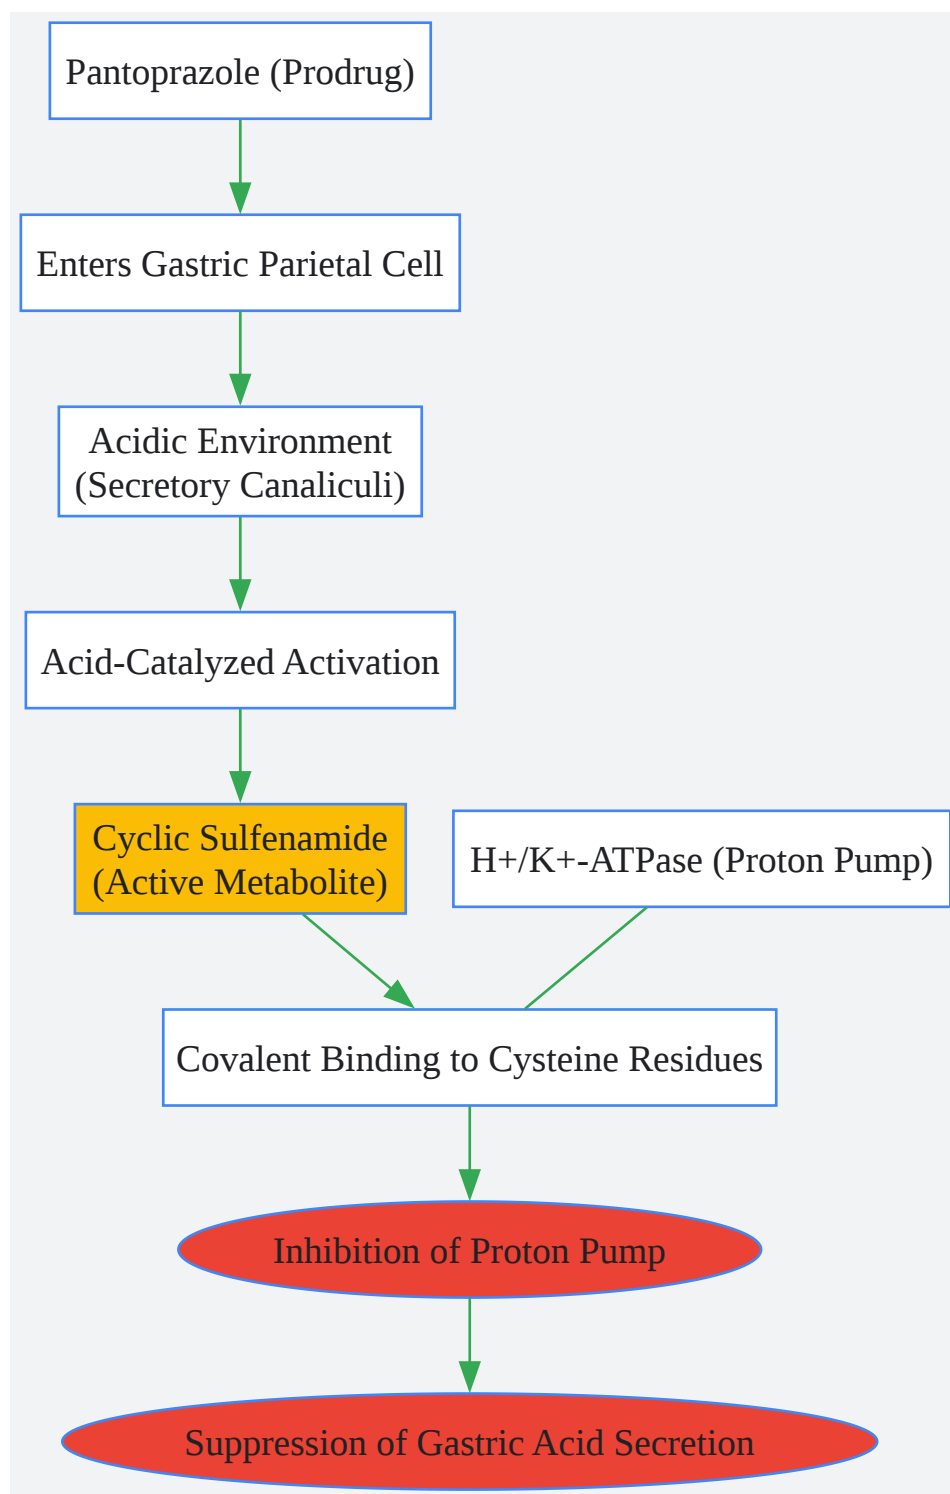 Pantoprazole (Prodrug)
Enters Gastric Parietal Cell
Acidic Environment
(Secretory Canaliculi)
Acid-Catalyzed Activation
Cyclic Sulfenamide
(Active Metabolite)
H+/K+-ATPase (Proton Pump)
Covalent Binding to Cysteine Residues
Inhibition of Proton Pump
Suppression of Gastric Acid Secretion